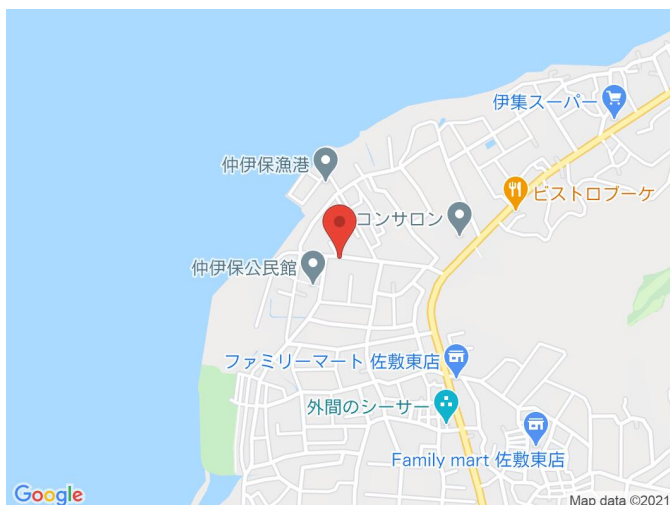 伊集スーパー
仲伊保漁港
ビストロブーケ
コンサロン
仲伊保公民館
ファミリーマート 佐敷東店
外間のシーサー
Family mart 佐敷東店
Google
Map data ©2021